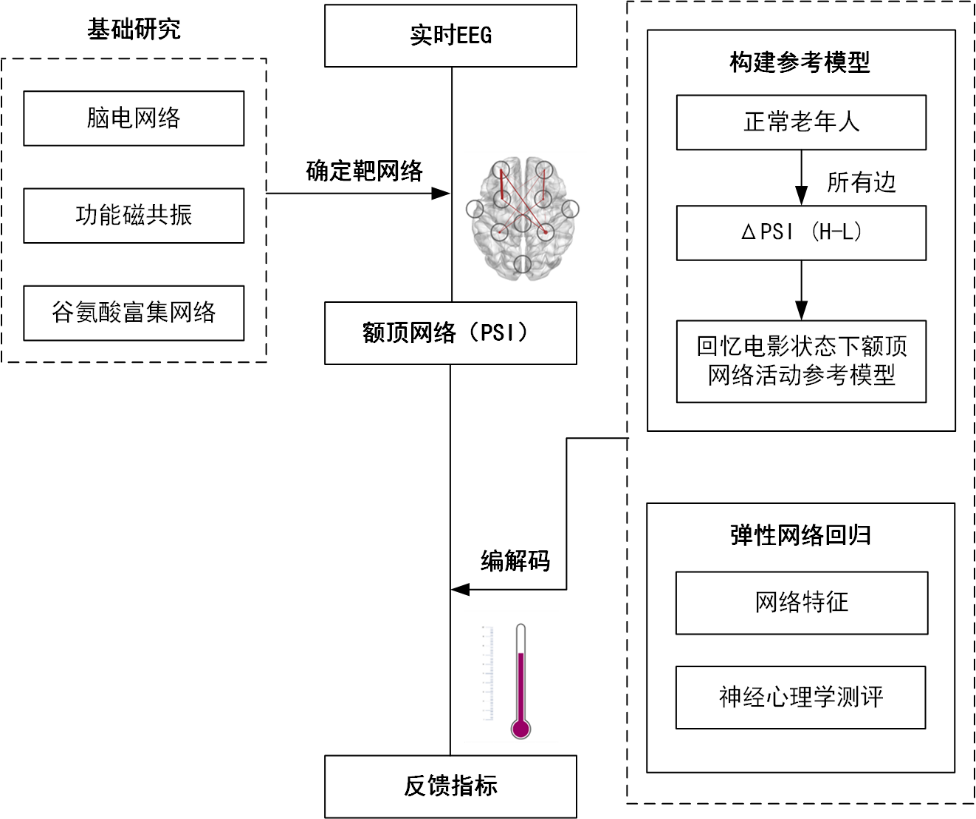 基础研究
脑电网络
功能磁共振
谷氨酸富集网络
确定靶网络
实时EEG
额顶网络（PSI）
编解码
反馈指标
构建参考模型
正常老年人
所有边
ΔPSI (H-L)
回忆电影状态下额顶
网络活动参考模型
弹性网络回归
网络特征
神经心理学测评